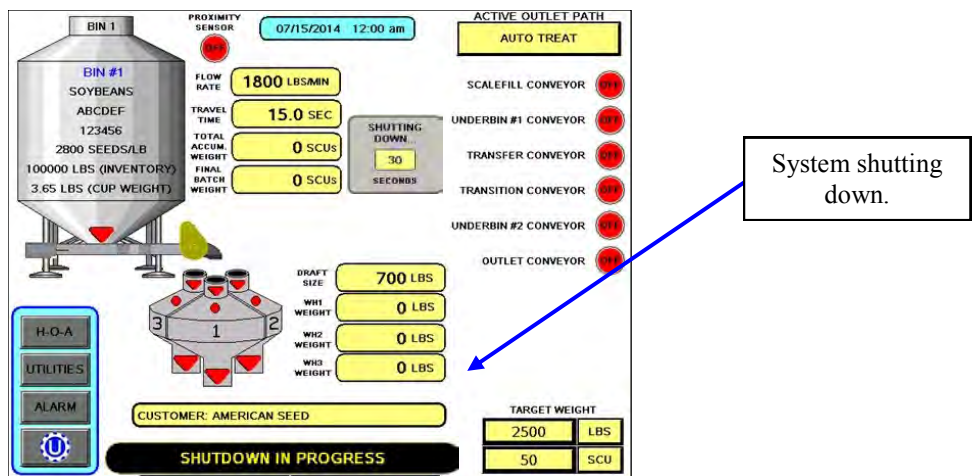 BIN 1
PROXIMITY
SENSOR
OFF
07/15/2014 12:00 am
ACTIVE OUTLET PATH
AUTO TREAT
BIN #1
SOYBEANS
ABCDEF
123456
2800 SEEDS/LB
100000 LBS (INVENTORY)
3.65 LBS (CUP WEIGHT)
FLOW
RATE
1800 LBS/MIN
TRAVEL
TIME
15.0 SEC
TOTAL
ACCUM.
WEIGHT
0 SCUs
FINAL
BATCH
WEIGHT
0 SCUs
SHUTTING
DOWN...
30
SECONDS
SCALEFILL CONVEYOR OFF
UNDERBIN #1 CONVEYOR OFF
TRANSFER CONVEYOR OFF
TRANSITION CONVEYOR OFF
UNDERBIN #2 CONVEYOR OFF
OUTLET CONVEYOR OFF
System shutting
down.
DRAFT
SIZE
700 LBS
WH1
WEIGHT
0 LBS
WH2
WEIGHT
0 LBS
WH3
WEIGHT
0 LBS
3 1 2
H-O-A
UTILITIES
ALARM
U
CUSTOMER: AMERICAN SEED
SHUTDOWN IN PROGRESS
TARGET WEIGHT
2500 LBS
50 SCU